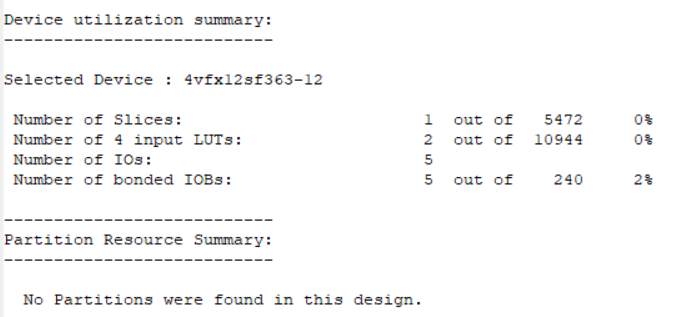 Device utilization summary:
---------------------------
Selected Device : 4vfx12sf363-12
Number of Slices: 1 out of 5472 0%
Number of 4 input LUTs: 2 out of 10944 0%
Number of IOs: 5
Number of bonded IOBs: 5 out of 240 2%
---------------------------
Partition Resource Summary:
---------------------------
No Partitions were found in this design.